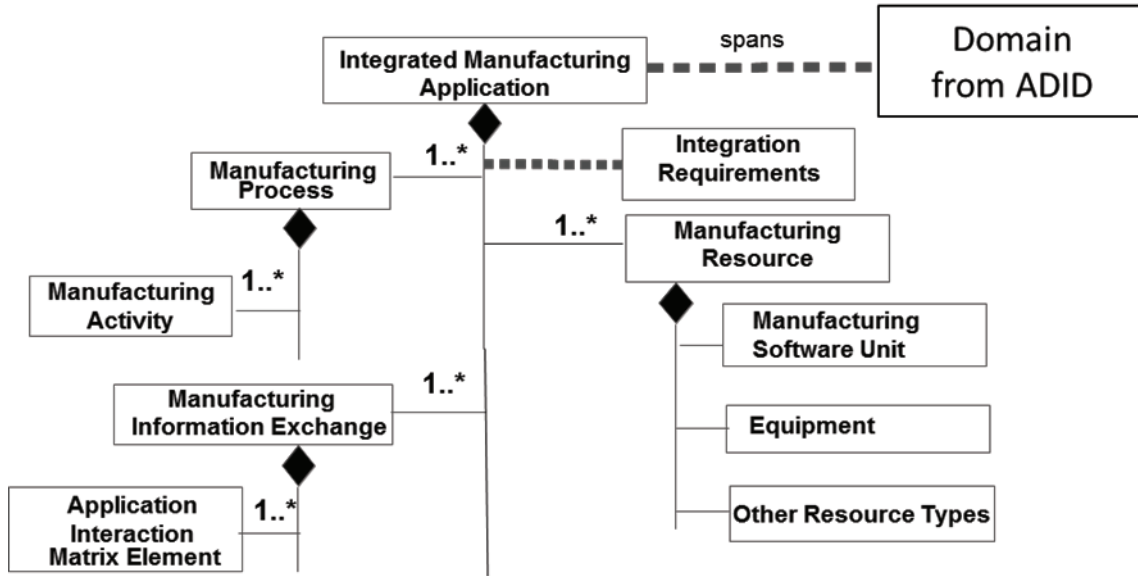 spans
Domain
from ADID
Integrated Manufacturing
Application
1..*
Integration
Requirements
Manufacturing
Process
1..*
Manufacturing
Resource
1..*
Manufacturing
Activity
Manufacturing
Software Unit
1..*
Manufacturing
Information Exchange
Equipment
1..*
Application
Interaction
Matrix Element
Other Resource Types